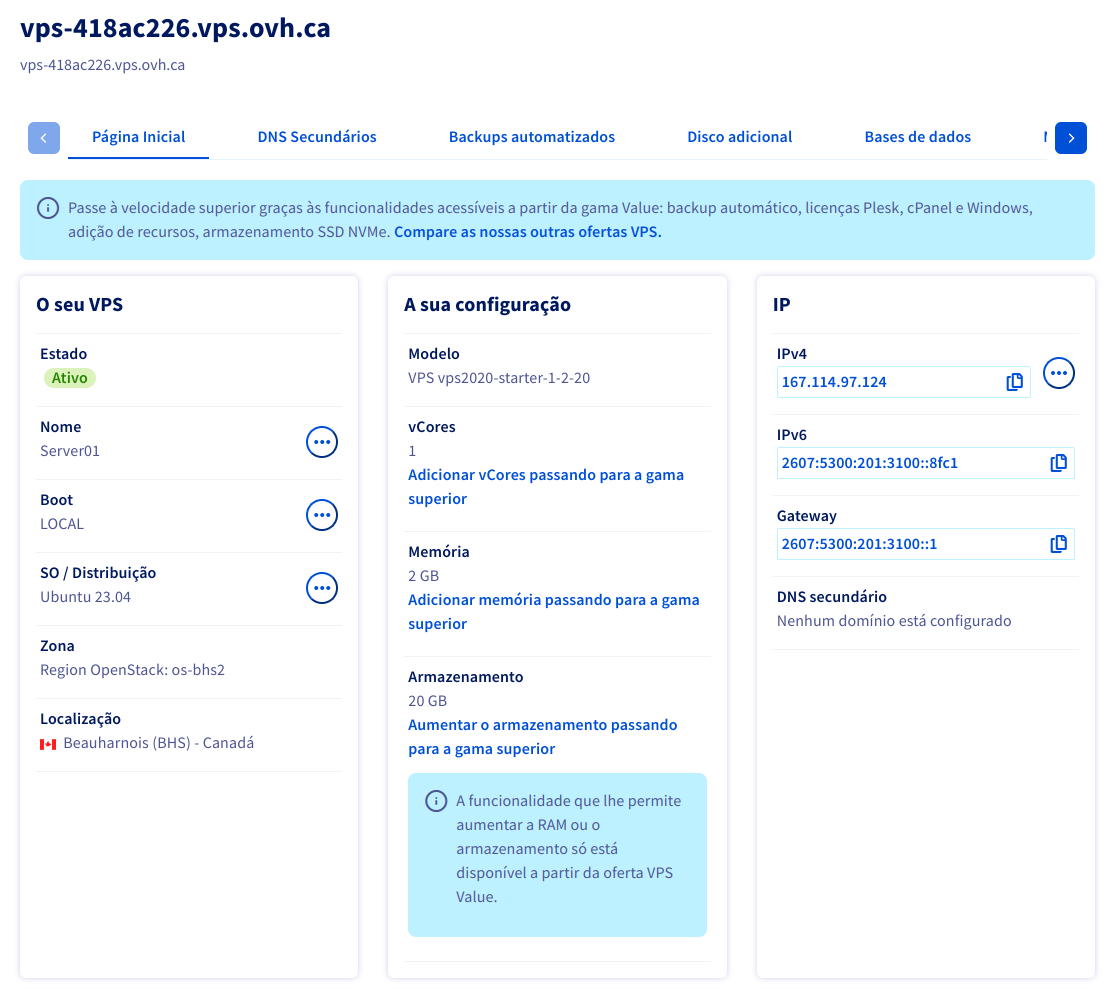 vps-418ac226.vps.ovh.ca
vps-418ac226.vps.ovh.ca
Página Inicial
DNS Secundários
Backups automatizados
Disco adicional
Bases de dados
Passe à velocidade superior graças às funcionalidades acessíveis a partir da gama Value: backup automático, licenças Plesk, cPanel e Windows,
adição de recursos, armazenamento SSD NVMe. Compare as nossas outras ofertas VPS.
O seu VPS
Estado
Ativo
Nome
Server01
Boot
LOCAL
SO / Distribuição
Ubuntu 23.04
Zona
Region OpenStack: os-bhs2
Localização
Beauharnois (BHS) - Canadá
A sua configuração
Modelo
VPS vps2020-starter-1-2-20
vCores
1
Adicionar vCores passando para a gama
superior
Memória
2 GB
Adicionar memória passando para a gama
superior
Armazenamento
20 GB
Aumentar o armazenamento passando
para a gama superior
A funcionalidade que lhe permite
aumentar a RAM ou o
armazenamento só está
disponível a partir da oferta VPS
Value.
IP
IPv4
167.114.97.124
IPv6
2607:5300:201:3100::8fc1
Gateway
2607:5300:201:3100::1
DNS secundário
Nenhum domínio está configurado